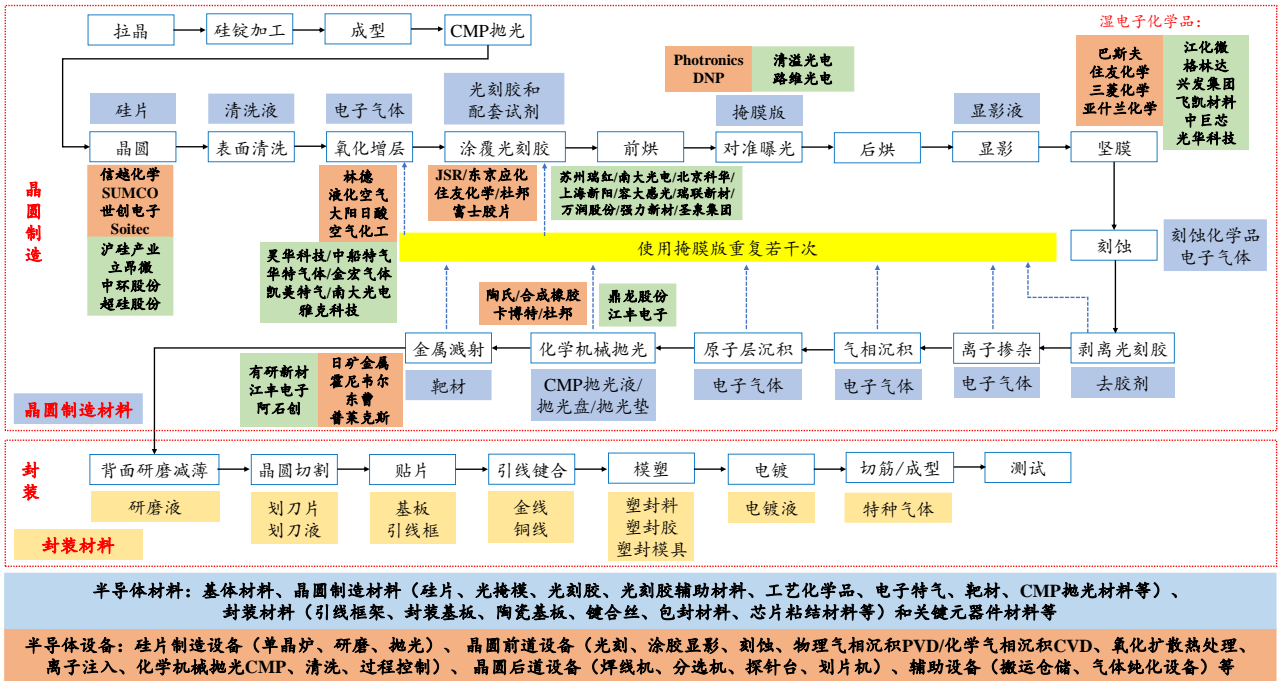 拉晶
硅锭加工
成型
CMP抛光
湿电子化学品:
巴斯夫
住友化学
三菱化学
亚什兰化学
江化微
格林达
兴发集团
飞凯材料
中巨芯
光华科技
Photronics
DNP
清溢光电
路维光电
硅片
清洗液
电子气体
光刻胶和
配套试剂
掩膜版
显影液
晶圆
表面清洗
氧化增层
涂覆光刻胶
前烘
对准曝光
后烘
显影
坚膜
信越化学
SUMCO
世创电子
Soitec
沪硅产业
立昂微
中环股份
超硅股份
林德
液化空气
大阳日酸
空气化工
昊华科技/中船特气
华特气体/金宏气体
凯美特气/南大光电
雅克科技
JSR/东京应化
住友化学/杜邦
富士胶片
苏州瑞红/南大光电/北京科华/
上海新阳/容大感光/瑞联新材/
万润股份/强力新材/圣泉集团
晶圆制造
使用掩膜版重复若干次
刻蚀
刻蚀化学品
电子气体
陶氏/合成橡胶
卡博特/杜邦
鼎龙股份
江丰电子
金属溅射
化学机械抛光
原子层沉积
气相沉积
离子掺杂
剥离光刻胶
有研新材
江丰电子
阿石创
日矿金属
霍尼韦尔
东曹
普莱克斯
靶材
CMP抛光液/
抛光盘/抛光垫
电子气体
电子气体
电子气体
去胶剂
晶圆制造材料
封装
背面研磨减薄
晶圆切割
贴片
引线键合
模塑
电镀
切筋/成型
测试
研磨液
划刀片
划刀液
基板
引线框
金线
铜线
塑封料
塑封胶
塑封模具
电镀液
特种气体
封装材料
半导体材料：基体材料、晶圆制造材料（硅片、光掩模、光刻胶、光刻胶辅助材料、工艺化学品、电子特气、靶材、CMP抛光材料等）、
封装材料（引线框架、封装基板、陶瓷基板、键合丝、包封材料、芯片粘结材料等）和关键元器件材料等
半导体设备：硅片制造设备（单晶炉、研磨、抛光）、晶圆前道设备（光刻、涂胶显影、刻蚀、物理气相沉积PVD/化学气相沉积CVD、氧化扩散热处理、
离子注入、化学机械抛光CMP、清洗、过程控制）、晶圆后道设备（焊线机、分选机、探针台、划片机）、辅助设备（搬运仓储、气体纯化设备）等